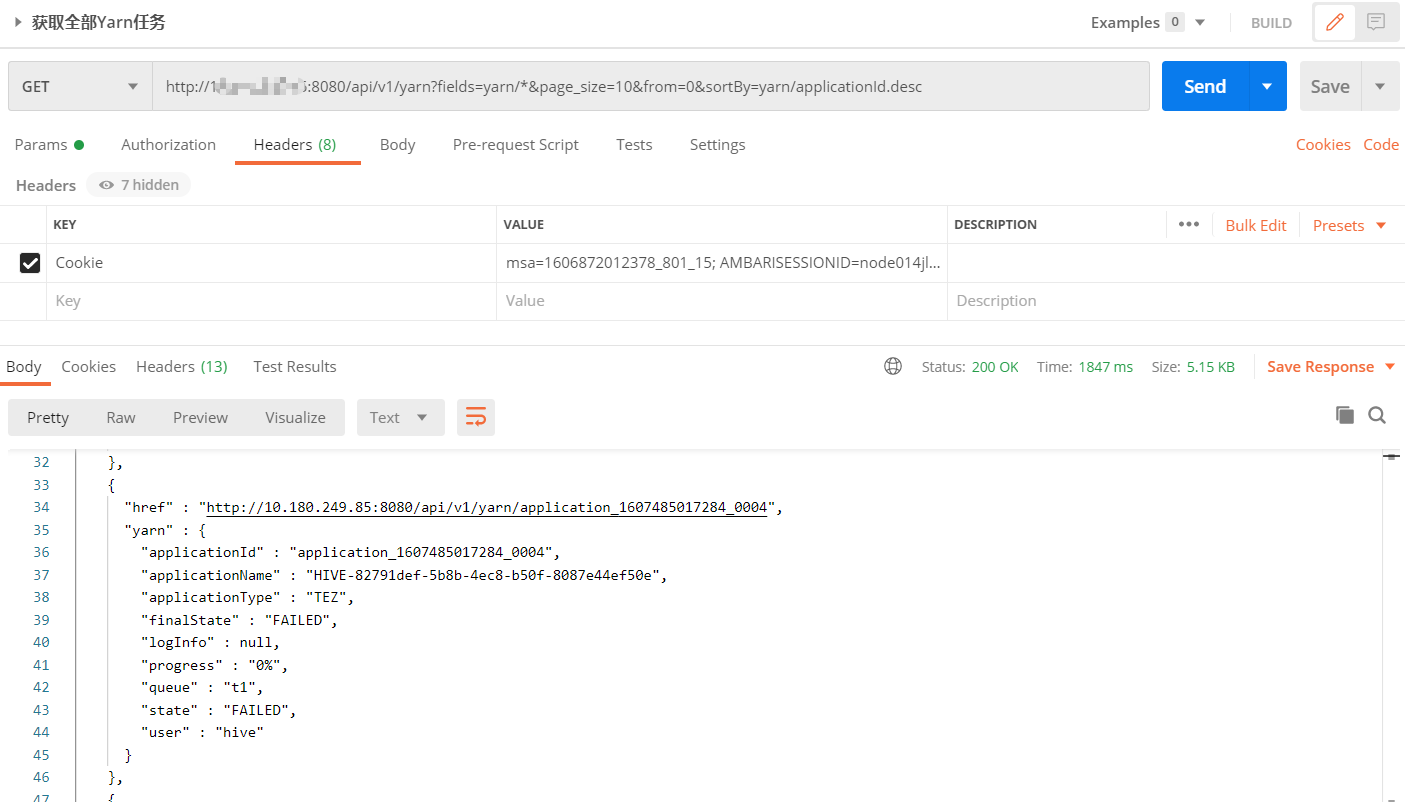 获取全部Yarn任务
Examples 0
BUILD
GET
http://1 :8080/api/v1/yarn?fields=yarn/*&page_size=10&from=0&sortBy=yarn/applicationId.desc
Send
Save
Params
Authorization
Headers (8)
Body
Pre-request Script
Tests
Settings
Cookies
Code
Headers
7 hidden
KEY
VALUE
DESCRIPTION
•••
Bulk Edit
Presets
Cookie
msa=1606872012378_801_15; AMBARISESSIONID=node014jl...
Key
Value
Description
Body
Cookies
Headers (13)
Test Results
Status: 200 OK
Time: 1847 ms
Size: 5.15 KB
Save Response
Pretty
Raw
Preview
Visualize
Text
32 },
33 {
34 "href" : "http://10.180.249.85:8080/api/v1/yarn/application_1607485017284_0004",
35 "yarn" : {
36 "applicationId" : "application_1607485017284_0004",
37 "applicationName" : "HIVE-82791def-5b8b-4ec8-b50f-8087e44ef50e",
38 "applicationType" : "TEZ",
39 "finalState" : "FAILED",
40 "logInfo" : null,
41 "progress" : "0%",
42 "queue" : "t1",
43 "state" : "FAILED",
44 "user" : "hive"
45 }
46 },
47 {